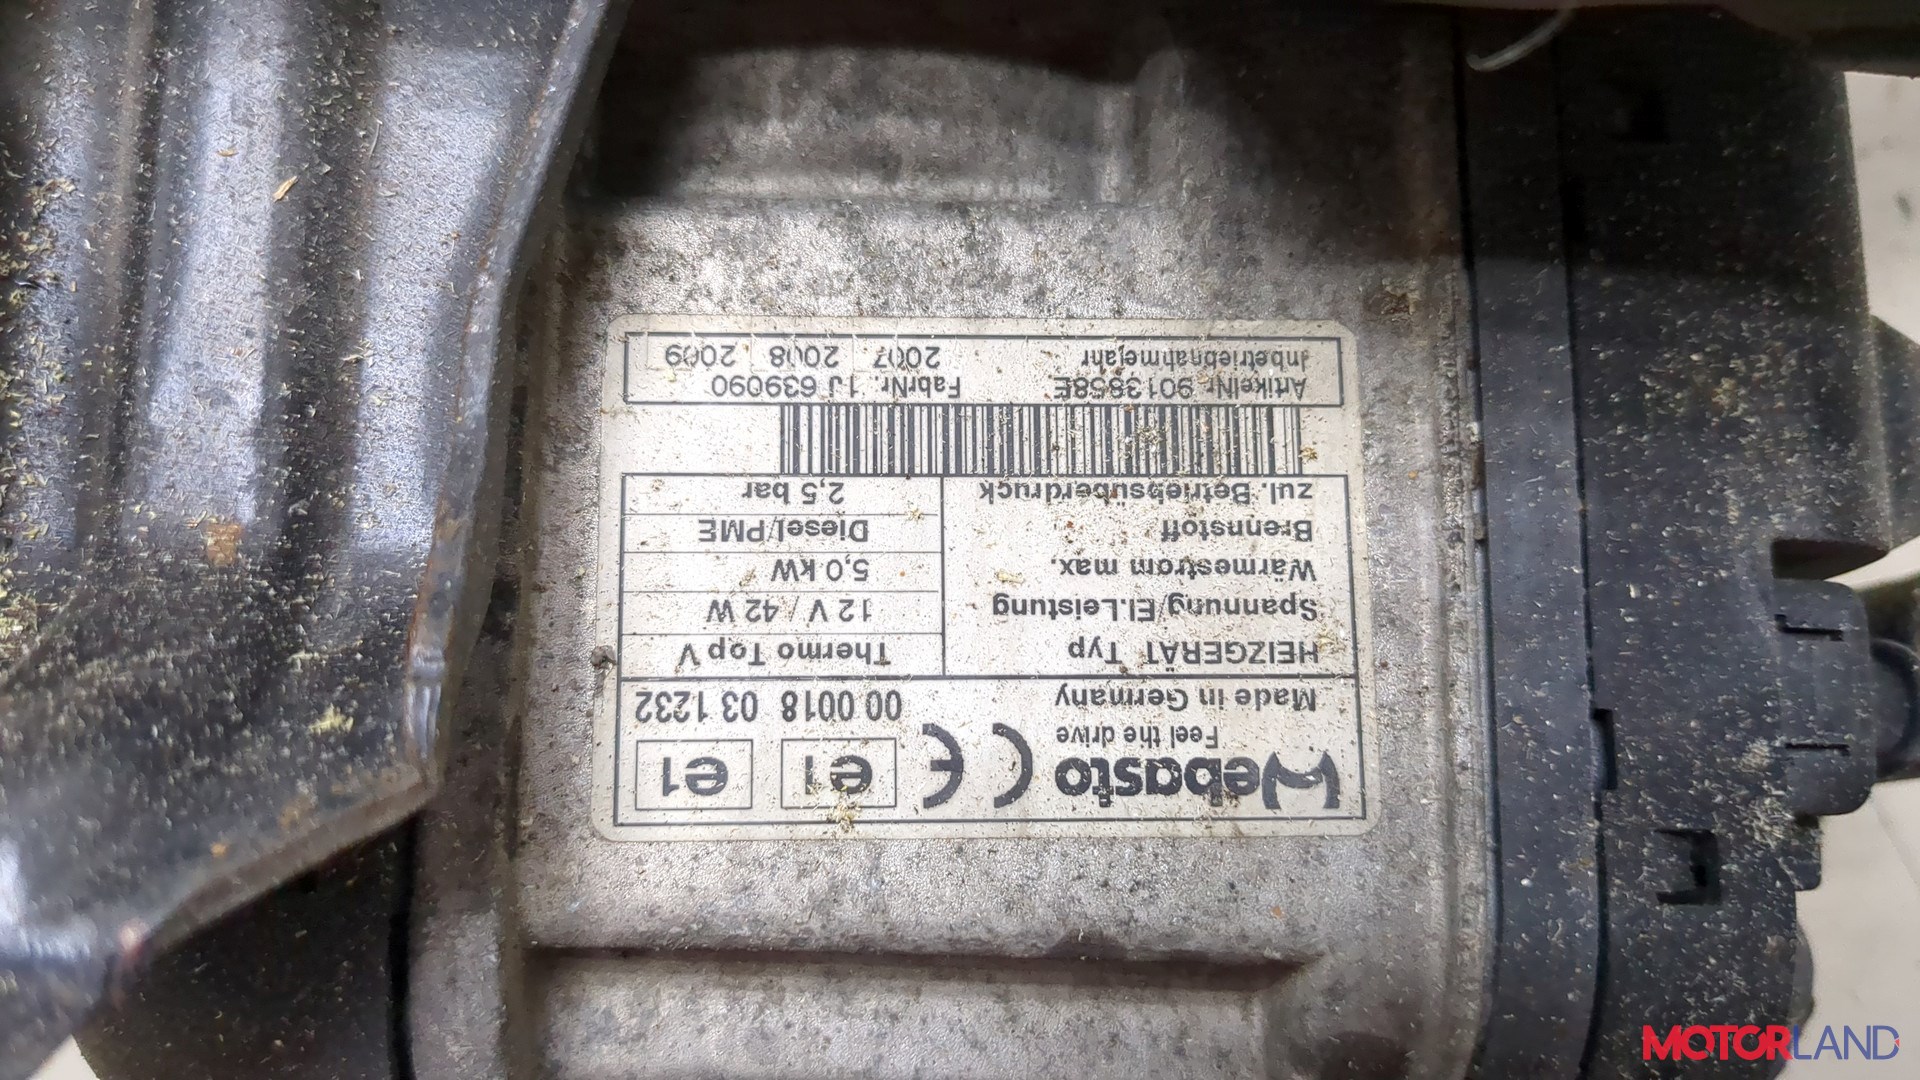 Webasto
Feel the drive
CE e1 e1
Made in Germany 00 0018 03 1232
HEIZGERÄT Typ Thermo Top V
Spannung/El.Leistung 12 V / 42 W
Wärmestrom max. 5,0 kW
Brennstoff Diesel/PME
zul. Betriebsüberdruck 2,5 bar
ArtikelNr. 9013858E FabrNr. 1J 639090
Inbetriebnahmejahr 2007 2008 2009
MOTORLAND